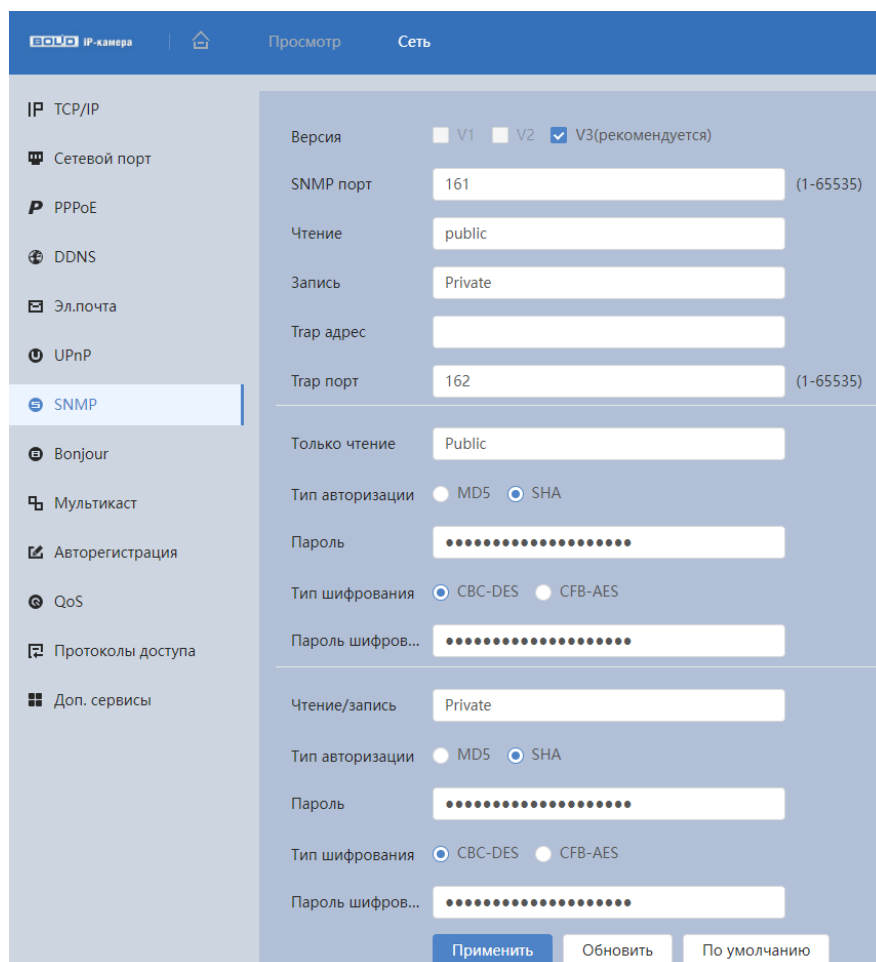 BOLID IP-камера Просмотр Сеть
TCP/IP
Сетевой порт
PPPoE
DDNS
Эл.почта
UPnP
SNMP
Bonjour
Мультикаст
Авторегистрация
QoS
Протоколы доступа
Доп. сервисы
Версия V1 V2 V3(рекомендуется)
SNMP порт 161 (1-65535)
Чтение public
Запись Private
Trap адрес
Trap порт 162 (1-65535)
Только чтение Public
Тип авторизации MD5 SHA
Пароль ●●●●●●●●●●●●●●●●●●●●
Тип шифрования CBC-DES CFB-AES
Пароль шифров... ●●●●●●●●●●●●●●●●●●●●
Чтение/запись Private
Тип авторизации MD5 SHA
Пароль ●●●●●●●●●●●●●●●●●●●●
Тип шифрования CBC-DES CFB-AES
Пароль шифров... ●●●●●●●●●●●●●●●●●●●●
Применить Обновить По умолчанию